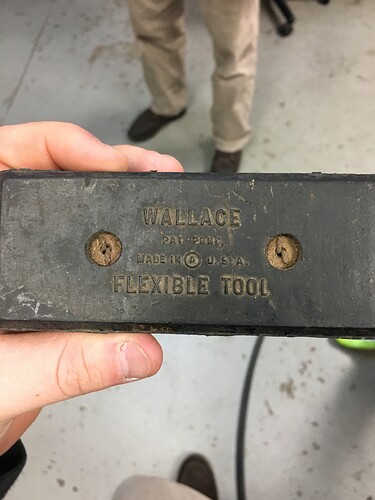 WALLACE
PAT. PEND.
MADE IN U.S.A.
FLEXIBLE TOOL